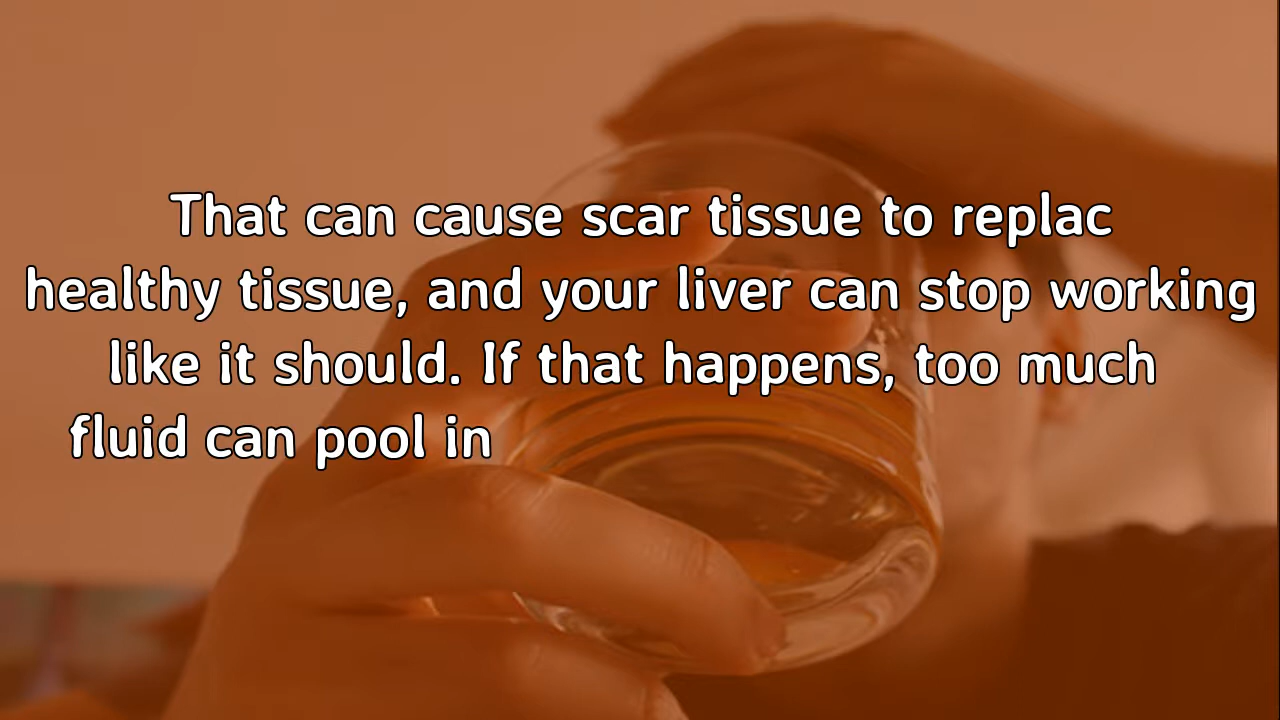 That can cause scar tissue to replac
healthy tissue, and your liver can stop working
like it should. If that happens, too much
fluid can pool in